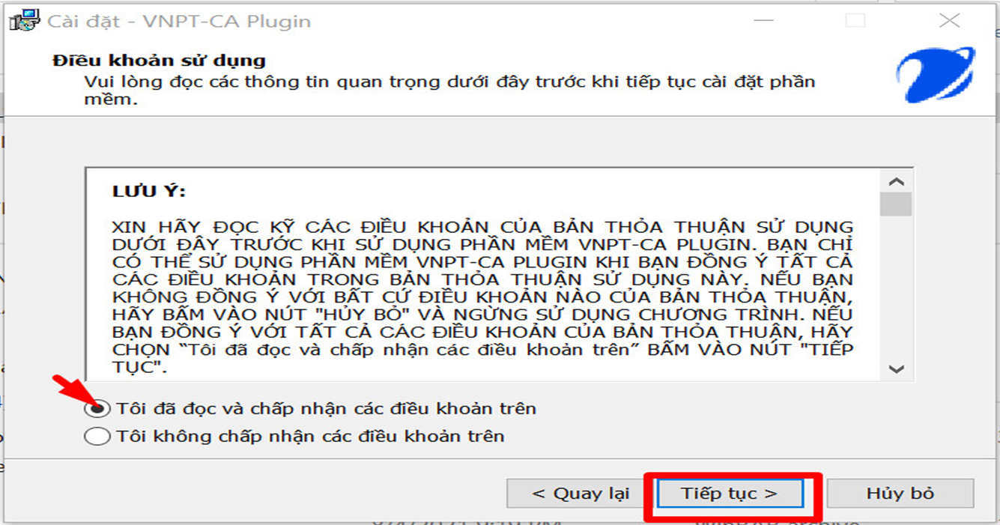 Cài đặt - VNPT-CA Plugin
Điều khoản sử dụng
Vui lòng đọc các thông tin quan trọng dưới đây trước khi tiếp tục cài đặt phần
mềm.
LƯU Ý:
XIN HÃY ĐỌC KỸ CÁC ĐIỀU KHOẢN CỦA BẢN THỎA THUẬN SỬ DỤNG
DƯỚI ĐÂY TRƯỚC KHI SỬ DỤNG PHẦN MỀM VNPT-CA PLUGIN. BẠN CHỈ
CÓ THỂ SỬ DỤNG PHẦN MỀM VNPT-CA PLUGIN KHI BẠN ĐỒNG Ý TẤT CẢ
CÁC ĐIỀU KHOẢN TRONG BẢN THỎA THUẬN SỬ DỤNG NÀY. NẾU BẠN
KHÔNG ĐỒNG Ý VỚI BẤT CỨ ĐIỀU KHOẢN NÀO CỦA BẢN THỎA THUẬN,
HÃY BẤM VÀO NÚT "HỦY BỎ" VÀ NGỪNG SỬ DỤNG CHƯƠNG TRÌNH. NẾU
BẠN ĐỒNG Ý VỚI TẤT CẢ CÁC ĐIỀU KHOẢN CỦA BẢN THỎA THUẬN, HÃY
CHỌN “Tôi đã đọc và chấp nhận các điều khoản trên” BẤM VÀO NÚT "TIẾP
TỤC".
Tôi đã đọc và chấp nhận các điều khoản trên
Tôi không chấp nhận các điều khoản trên
< Quay lại
Tiếp tục >
Hủy bỏ